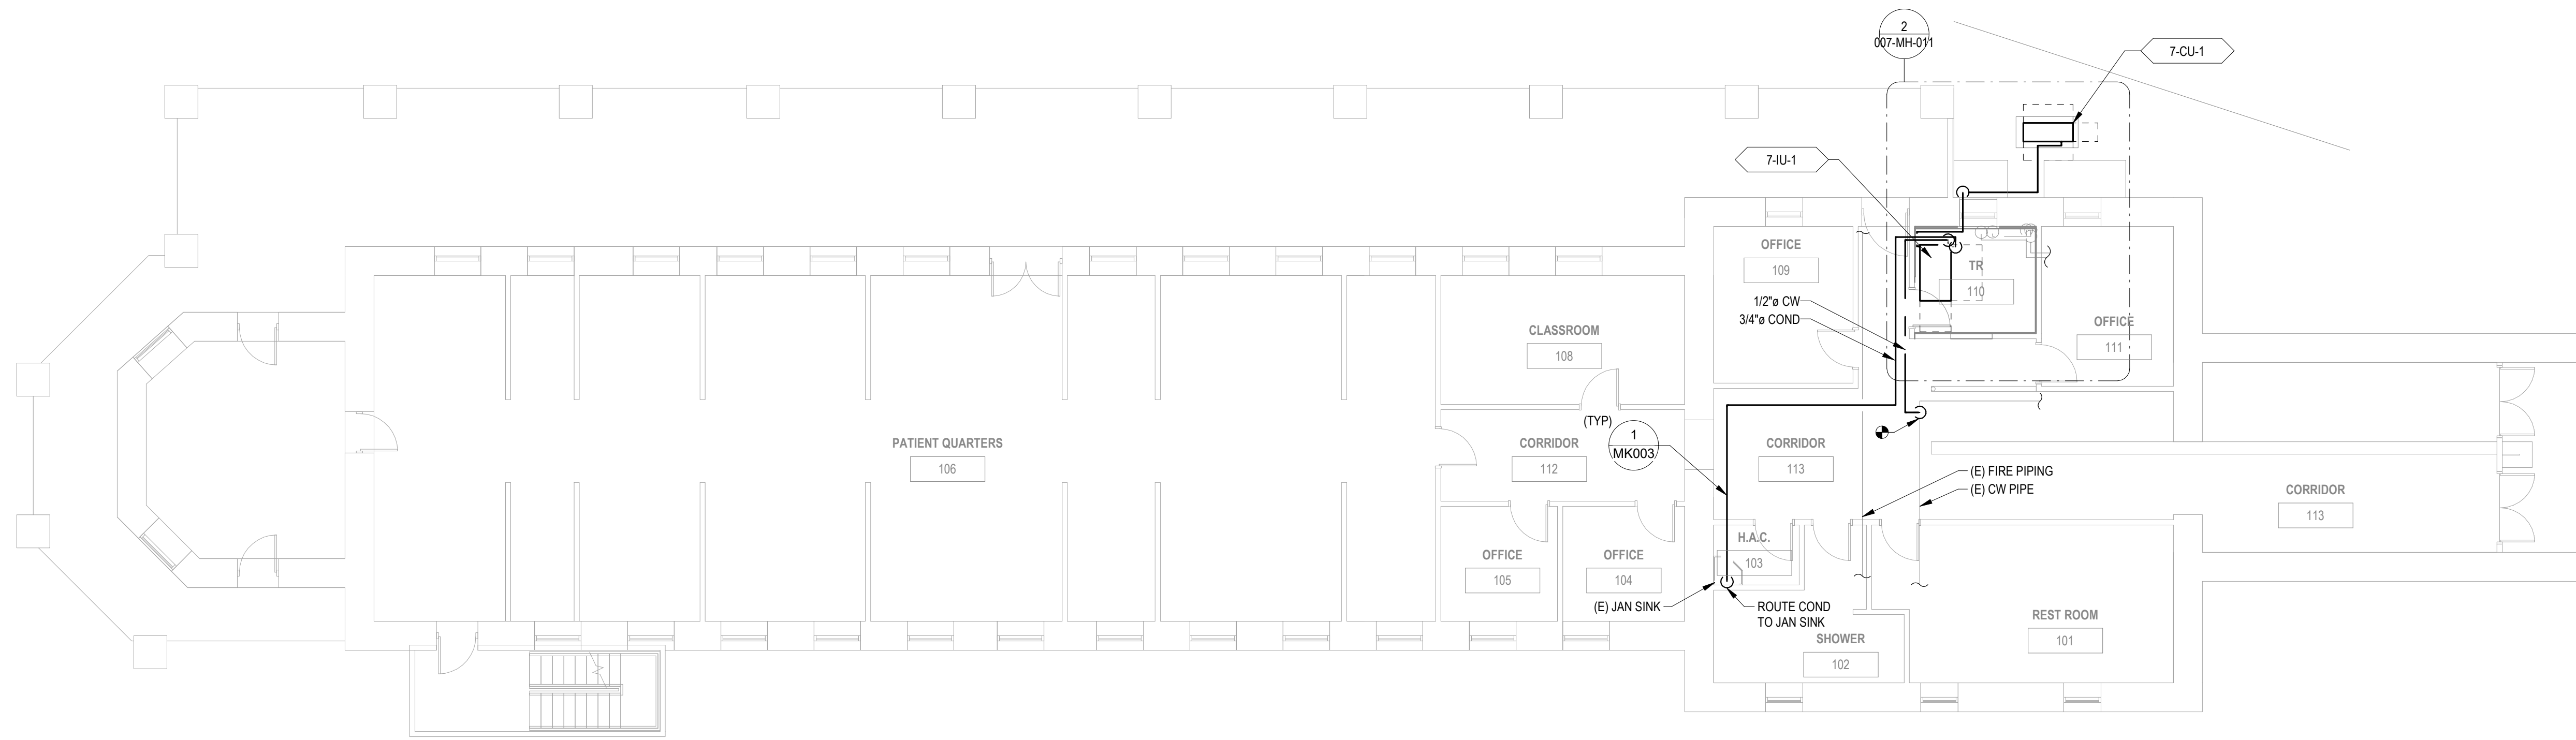 2
007-MH-011
7-CU-1
7-IU-1
OFFICE
109
TR
110
1/2"ø CW
3/4"ø COND
OFFICE
111
CLASSROOM
108
(TYP)
1
MK003
PATIENT QUARTERS
106
CORRIDOR
112
CORRIDOR
113
(E) FIRE PIPING
(E) CW PIPE
CORRIDOR
113
H.A.C.
103
OFFICE
105
OFFICE
104
(E) JAN SINK
ROUTE COND
TO JAN SINK
REST ROOM
101
SHOWER
102